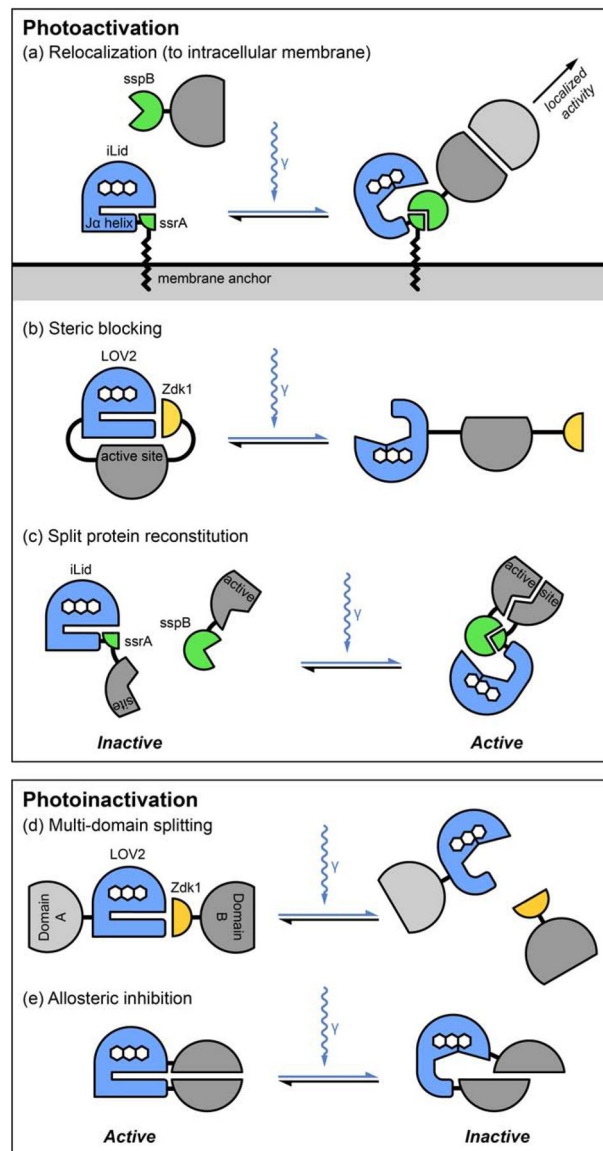 Photoactivation
(a) Relocalization (to intracellular membrane)
sspB
localized
activity
iLid
γ
Jα helix
ssrA
membrane anchor
(b) Steric blocking
LOV2
Zdk1
γ
active site
(c) Split protein reconstitution
iLid
active
γ
active
site
sspB
ssrA
site
Inactive
Active
Photoinactivation
(d) Multi-domain splitting
LOV2
γ
Zdk1
Domain
A
Domain
B
(e) Allosteric inhibition
γ
Active
Inactive